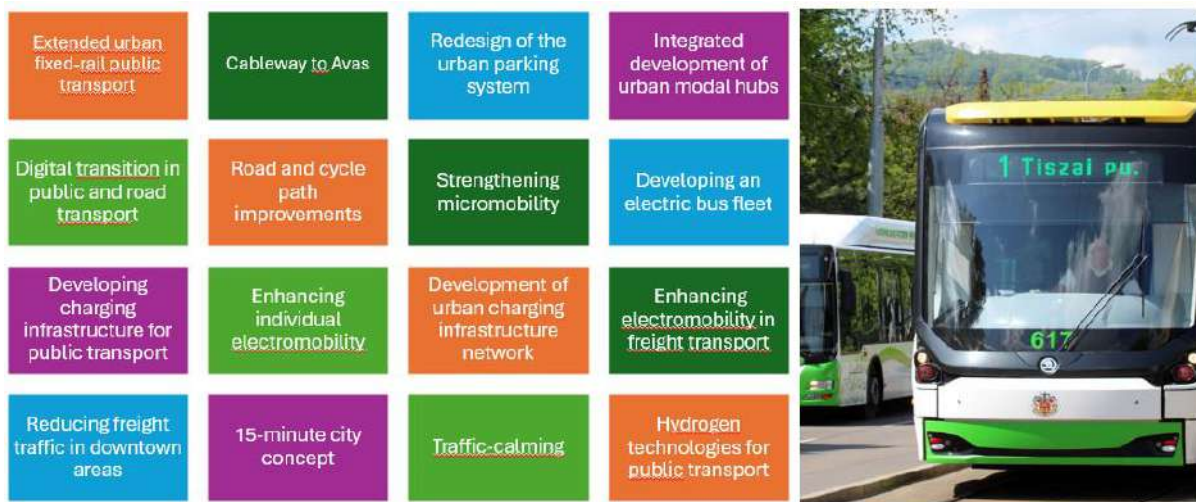 Extended urban
fixed-rail public
transport
Cableway to Avas
Redesign of the
urban parking
system
Integrated
development of
urban modal hubs
Digital transition in
public and road
transport
Road and cycle
path
improvements
Strengthening
micromobility
Developing an
electric bus fleet
Developing
charging
infrastructure for
public transport
Enhancing
individual
electromobility
Development of
urban charging
infrastructure
network
Enhancing
electromobility in
freight transport
Reducing freight
traffic in downtown
areas
15-minute city
concept
Traffic-calming
Hydrogen
technologies for
public transport
1 Tiszai pu.
617